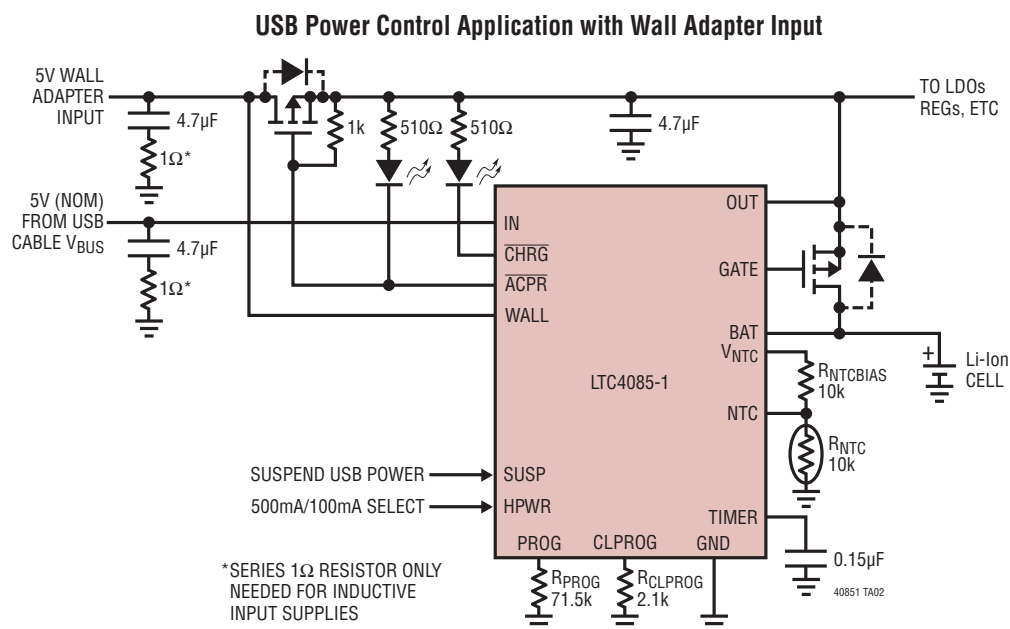 USB Power Control Application with Wall Adapter Input
5V WALL
ADAPTER
INPUT
4.7µF
1Ω*
1k
510Ω
510Ω
4.7µF
TO LDOs
REGs, ETC
5V (NOM)
FROM USB
CABLE VBUS
4.7µF
1Ω*
IN
CHRG
ACPR
WALL
OUT
GATE
BAT
VNTC
LTC4085-1
NTC
RNTCBIAS
10k
RNTC
10k
+
Li-Ion
CELL
SUSPEND USB POWER
SUSP
500mA/100mA SELECT
HPWR
TIMER
PROG
CLPROG
GND
0.15µF
RPROG
71.5k
RCLPROG
2.1k
40851 TA02
*SERIES 1Ω RESISTOR ONLY
NEEDED FOR INDUCTIVE
INPUT SUPPLIES